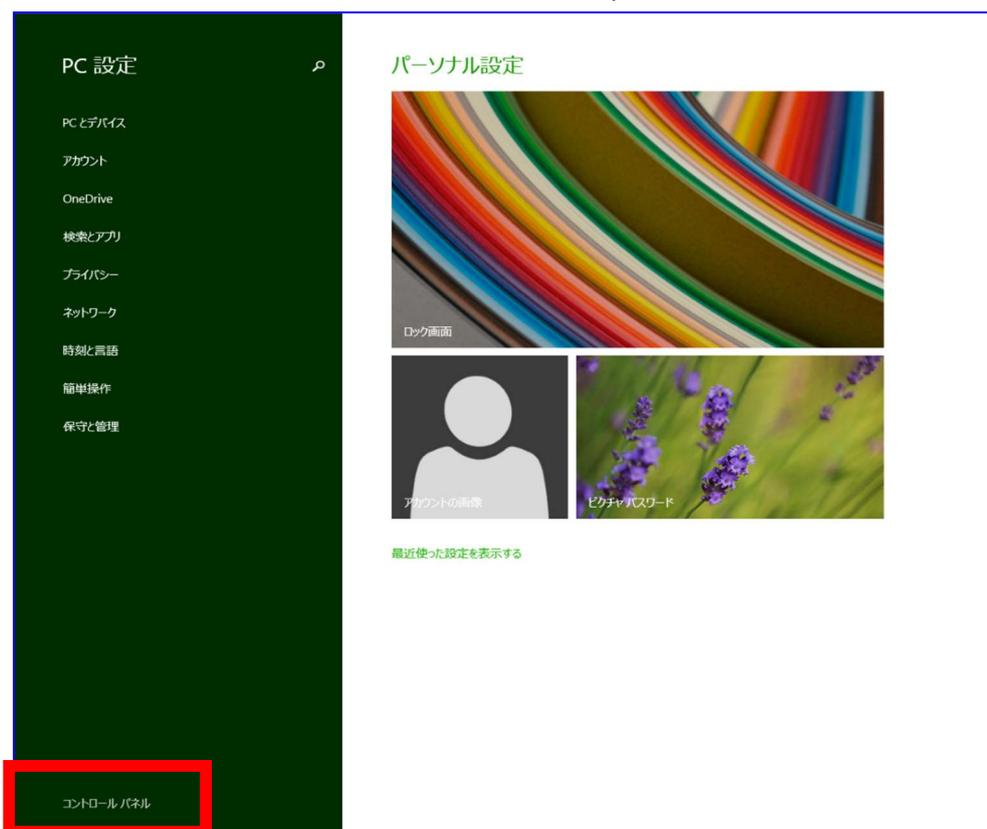 PC 設定
PC とデバイス
アカウント
OneDrive
検索とアプリ
プライバシー
ネットワーク
時刻と言語
簡単操作
保守と管理
コントロール パネル
パーソナル設定
ロック画面
アカウントの画像
ピクチャ パスワード
最近使った設定を表示する